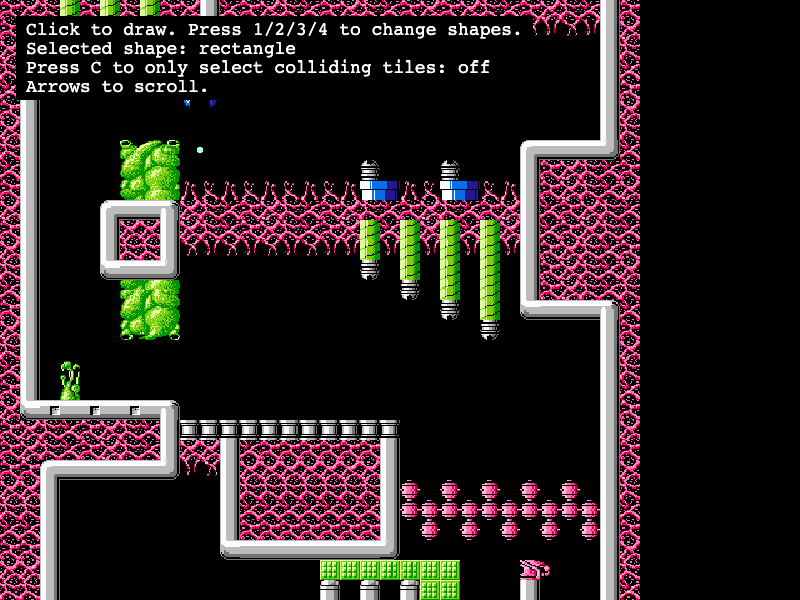 Click to draw. Press 1/2/3/4 to change shapes.
Selected shape: rectangle
Press C to only select colliding tiles: off
Arrows to scroll.